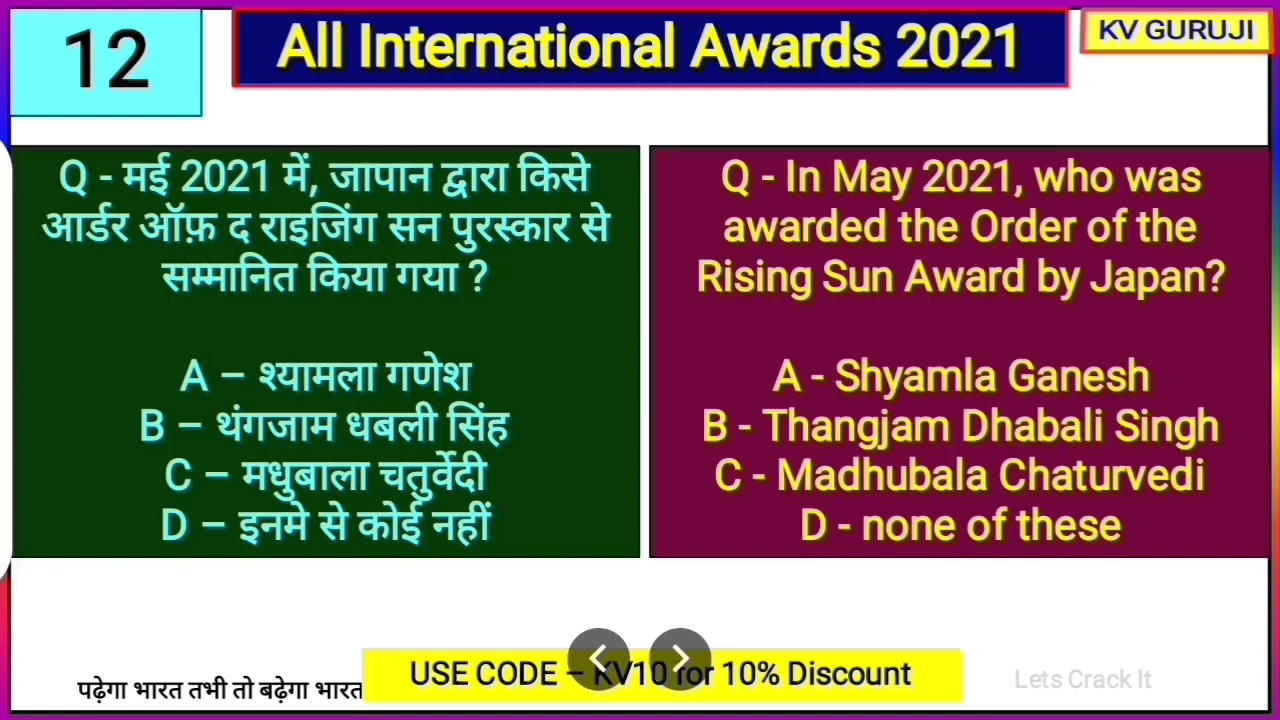 12
All International Awards 2021
KV GURUJI
Q - मई 2021 में, जापान द्वारा किसे
आर्डर ऑफ़ द राइजिंग सन पुरस्कार से
सम्मानित किया गया ?
A – श्यामला गणेश
B – थंगजाम धबली सिंह
C – मधुबाला चतुर्वेदी
D – इनमे से कोई नहीं
Q - In May 2021, who was
awarded the Order of the
Rising Sun Award by Japan?
A - Shyamla Ganesh
B - Thangjam Dhabali Singh
C - Madhubala Chaturvedi
D - none of these
पढ़ेगा भारत तभी तो बढ़ेगा भारत
USE CODE – KV10 for 10% Discount
Lets Crack It